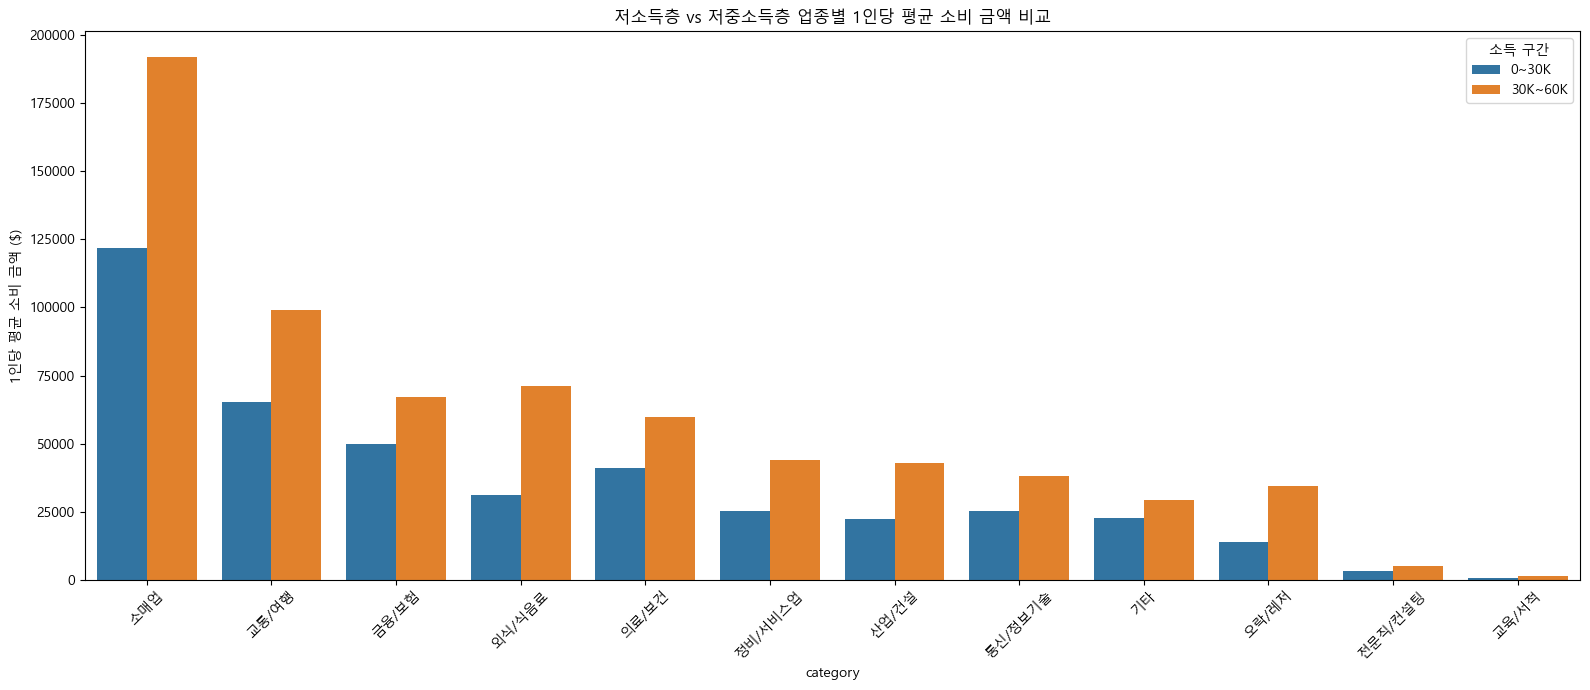 저소득층 vs 저중소득층 업종별 1인당 평균 소비 금액 비교
소득 구간
0~30K
30K~60K
1인당 평균 소비 금액 ($)
200000
175000
150000
125000
100000
75000
50000
25000
0
소매업
교통/여행
금융/보험
외식/식음료
의료/보건
정비/서비스업
산업/건설
통신/정보기술
기타
오락/레저
전문직/컨설팅
교육/서적
category